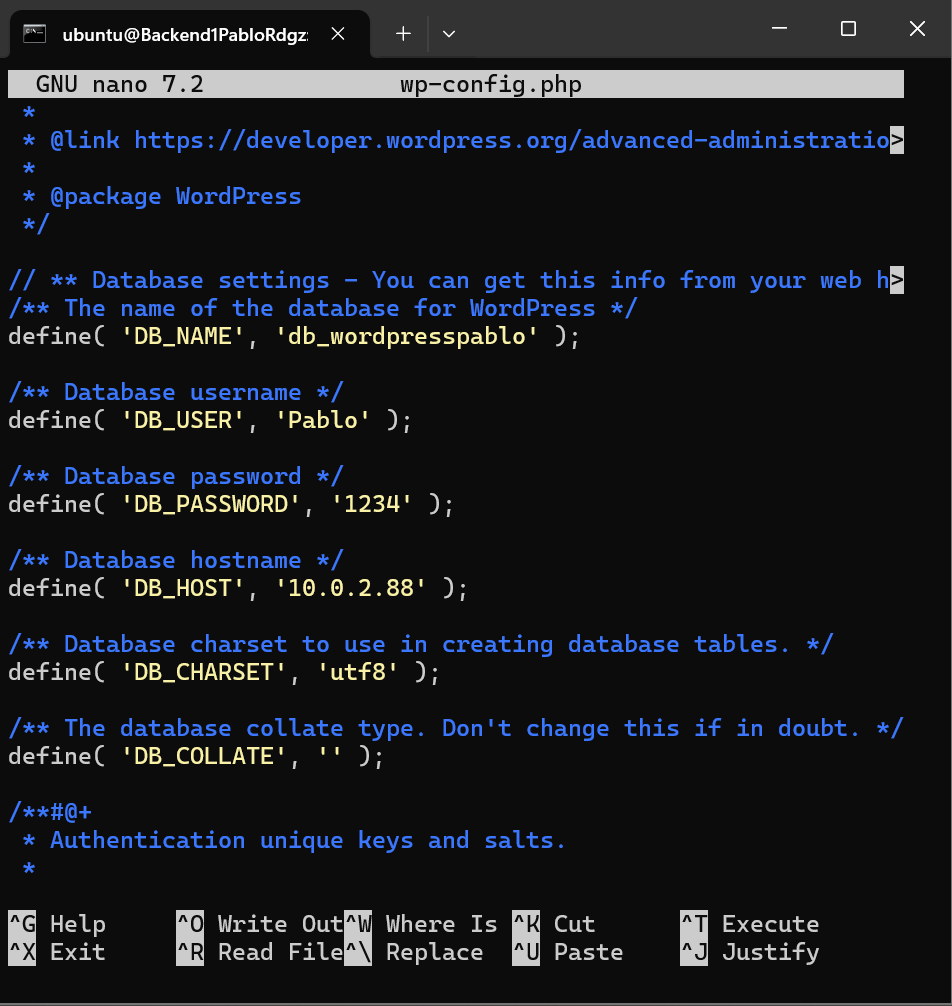 ubuntu@Backend1PabloRdgz:
GNU nano 7.2 wp-config.php
*
* @link https://developer.wordpress.org/advanced-administratio>
*
* @package WordPress
*/
// ** Database settings - You can get this info from your web h>
/** The name of the database for WordPress */
define( 'DB_NAME', 'db_wordpresspablo' );
/** Database username */
define( 'DB_USER', 'Pablo' );
/** Database password */
define( 'DB_PASSWORD', '1234' );
/** Database hostname */
define( 'DB_HOST', '10.0.2.88' );
/** Database charset to use in creating database tables. */
define( 'DB_CHARSET', 'utf8' );
/** The database collate type. Don't change this if in doubt. */
define( 'DB_COLLATE', '' );
/**#@+
* Authentication unique keys and salts.
*
^G Help ^O Write Out ^W Where Is ^K Cut ^T Execute
^X Exit ^R Read File ^\ Replace ^U Paste ^J Justify